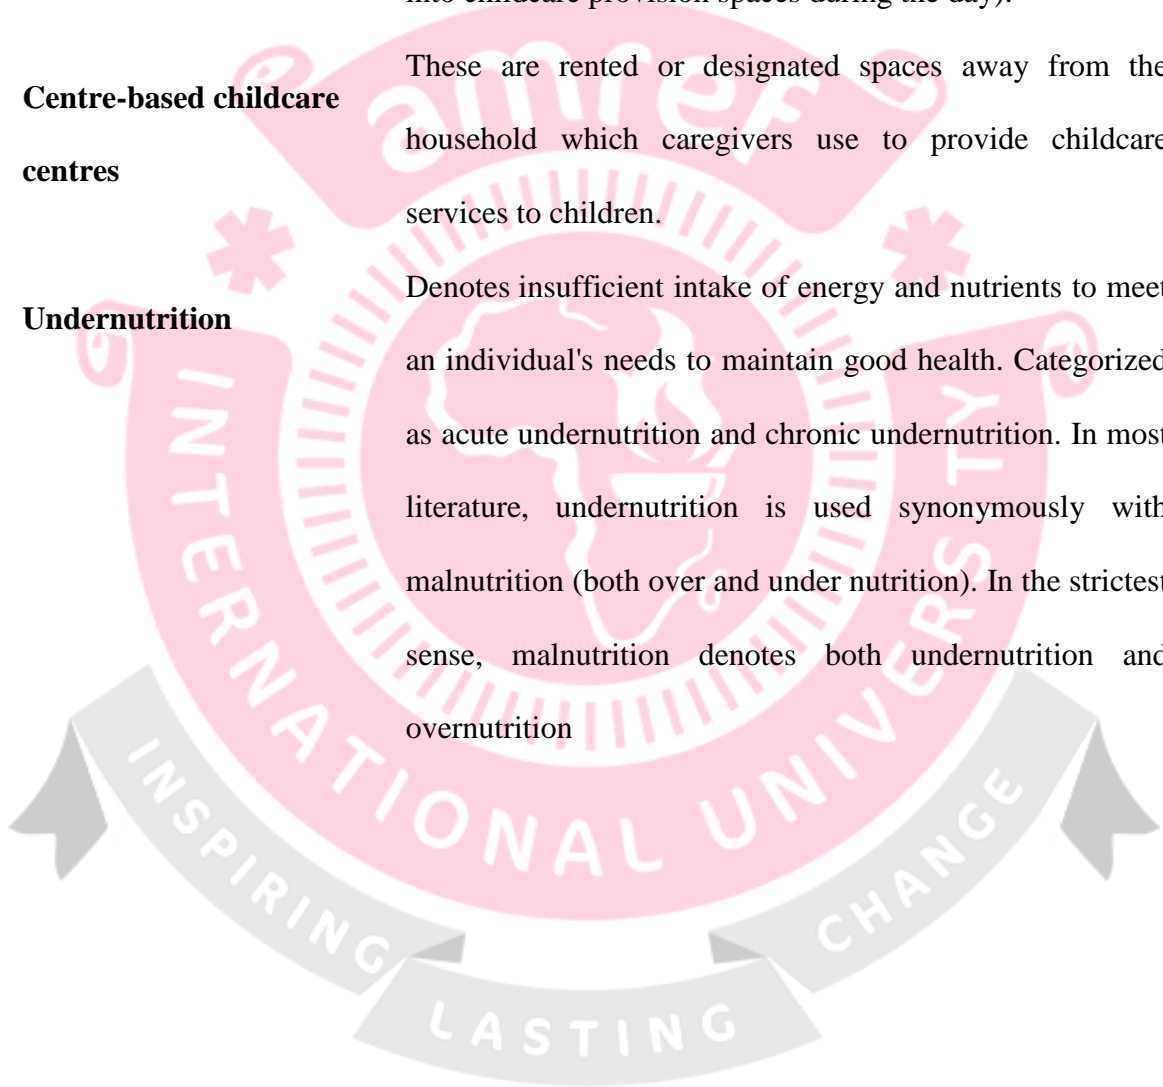 into childcare provision spaces during the day).
Centre-based childcare
centres
These are rented or designated spaces away from the
household which caregivers use to provide childcare
services to children.
Undernutrition
Denotes insufficient intake of energy and nutrients to meet
an individual's needs to maintain good health. Categorized
as acute undernutrition and chronic undernutrition. In most
literature, undernutrition is used synonymously with
malnutrition (both over and under nutrition). In the strictest
sense, malnutrition denotes both undernutrition and
overnutrition
amref
INTERNATIONAL UNIVERSITY
INSPIRING
LASTING
CHANGE